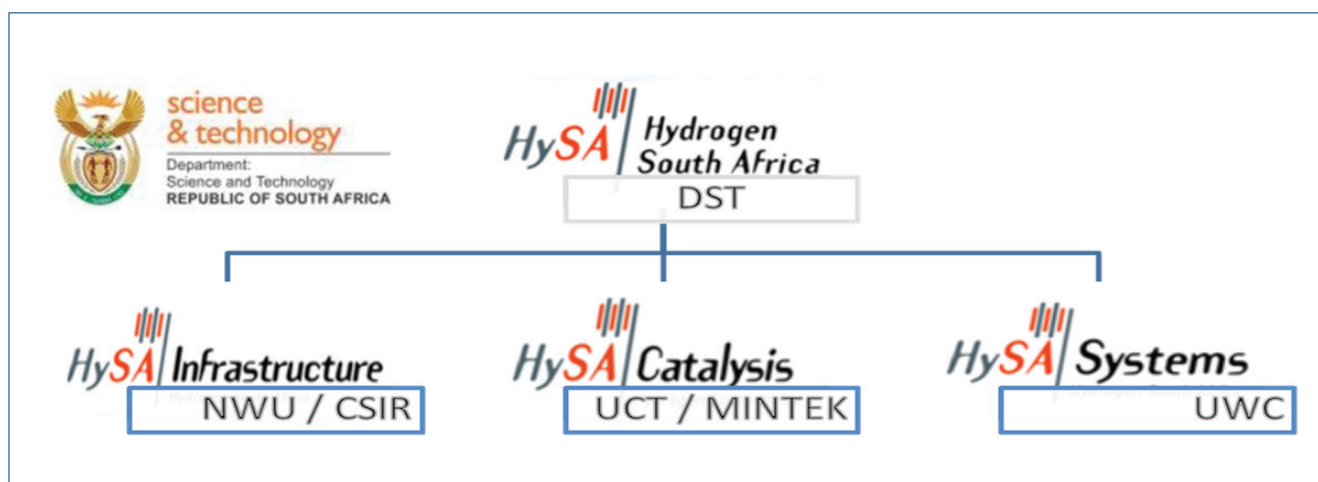 science
& technology
Department:
Science and Technology
REPUBLIC OF SOUTH AFRICA
HySA Hydrogen
South Africa
DST
HySA Infrastructure
NWU / CSIR
HySA Catalysis
UCT / MINTEK
HySA Systems
UWC